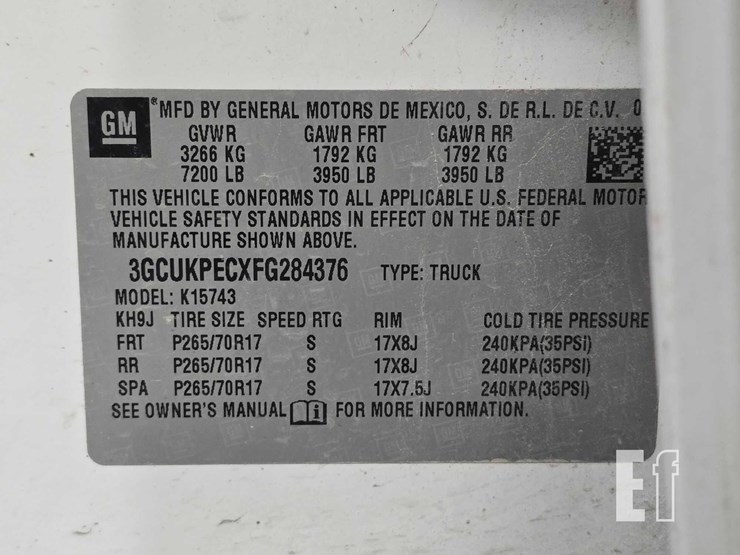 GM
®MFD BY GENERAL MOTORS DE MEXICO, S. DE R.L. DE C.V. 0
GVWR GAWR FRT GAWR RR
3266 KG 1792 KG 1792 KG
7200 LB 3950 LB 3950 LB
THIS VEHICLE CONFORMS TO ALL APPLICABLE U.S. FEDERAL MOTOR
VEHICLE SAFETY STANDARDS IN EFFECT ON THE DATE OF
MANUFACTURE SHOWN ABOVE.
3GCUKPECXFG284376 TYPE: TRUCK
MODEL: K15743
KH9J TIRE SIZE SPEED RTG RIM COLD TIRE PRESSURE
FRT P265/70R17 S 17X8J 240KPA(35PSI)
RR P265/70R17 S 17X8J 240KPA(35PSI)
SPA P265/70R17 S 17X7.5J 240KPA(35PSI)
SEE OWNER'S MANUAL i FOR MORE INFORMATION.
Ef